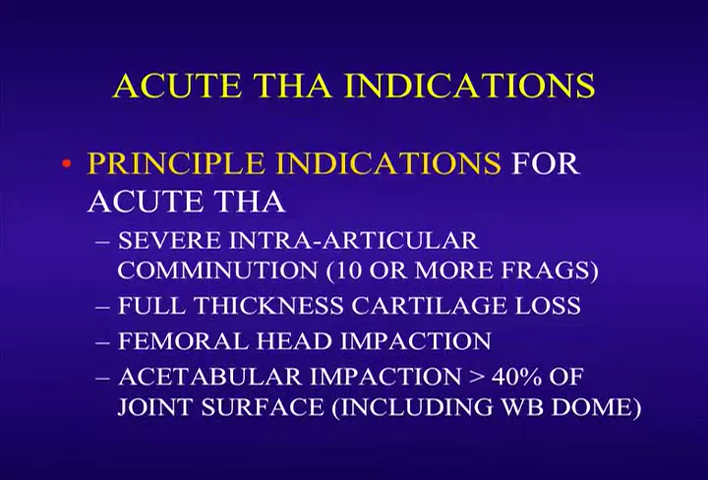 ACUTE THA INDICATIONS
• PRINCIPLE INDICATIONS FOR
ACUTE THA
– SEVERE INTRA-ARTICULAR
COMMINUTION (10 OR MORE FRAGS)
– FULL THICKNESS CARTILAGE LOSS
– FEMORAL HEAD IMPACTION
– ACETABULAR IMPACTION > 40% OF
JOINT SURFACE (INCLUDING WB DOME)